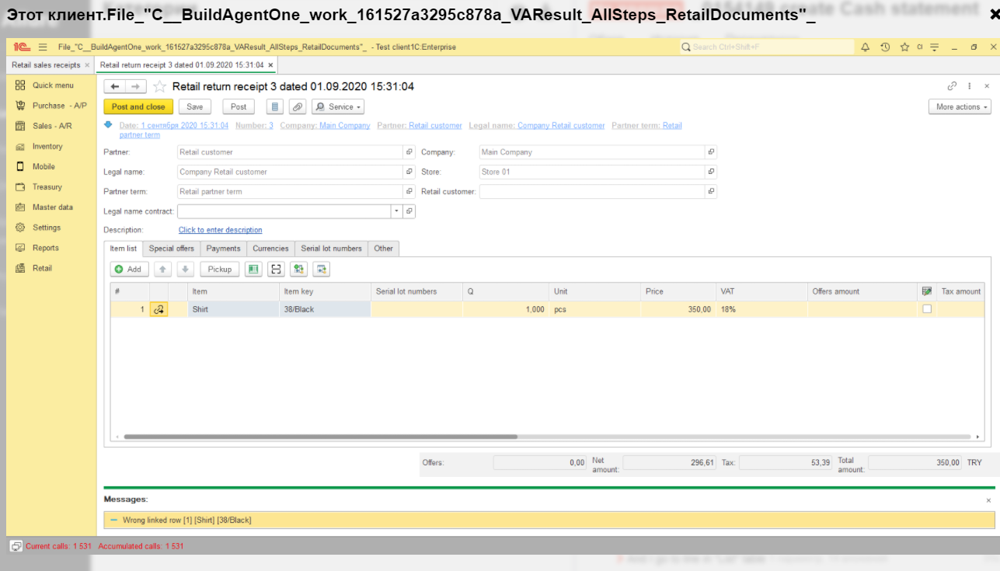 Этот клиент.File_"C__BuildAgentOne_work_161527a3295c878a_VAResult_AllSteps_RetailDocuments"_
File_"C__BuildAgentOne_work_161527a3295c878a_VAResult_AllSteps_RetailDocuments"_ - Test client1C:Enterprise
Search Ctrl+Shift+F
Retail sales receipts × Retail return receipt 3 dated 01.09.2020 15:31:04 ×
Quick menu
Purchase - A/P
Sales - A/R
Inventory
Mobile
Treasury
Master data
Settings
Reports
Retail
Retail return receipt 3 dated 01.09.2020 15:31:04
Post and close Save Post Service More actions
Date: 1 сентября 2020 15:31:04 Number: 3 Company: Main Company Partner: Retail customer Legal name: Company Retail customer Partner term: Retail
partner term
Partner: Retail customer Company: Main Company
Legal name: Company Retail customer Store: Store 01
Partner term: Retail partner term Retail customer:
Legal name contract:
Description: Click to enter description
Item list Special offers Payments Currencies Serial lot numbers Other
Add Pickup
# Item Item key Serial lot numbers Q Unit Price VAT Offers amount Tax amount
1 Shirt 38/Black 1,000 pcs 350,00 18%
Offers: 0,00 Net amount: 296,61 Tax: 53,39 Total amount: 350,00 TRY
Messages:
Wrong linked row [1] [Shirt] [38/Black]
Current calls: 1 531 Accumulated calls: 1 531